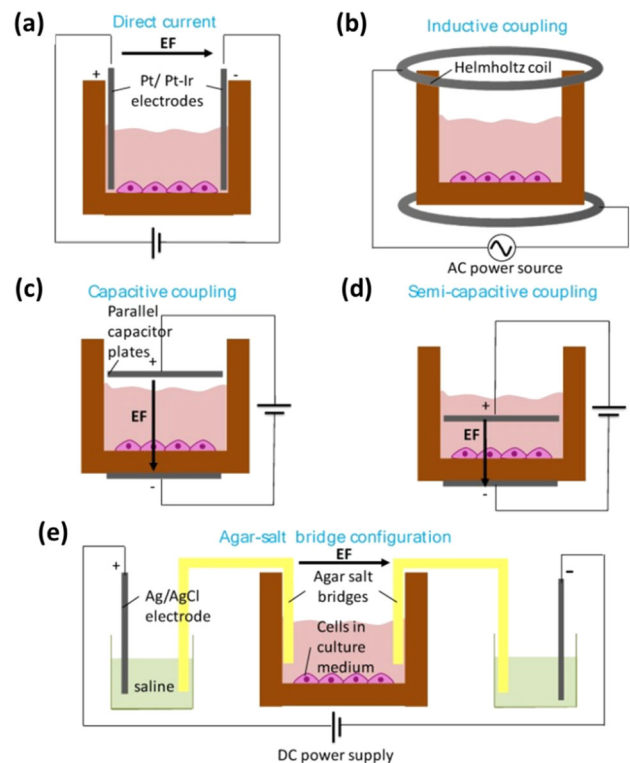 (a)
Direct current
EF
+
-
Pt/ Pt-Ir
electrodes
(b)
Inductive coupling
Helmholtz coil
AC power source
(c)
Capacitive coupling
Parallel
capacitor
plates
+
EF
-
(d)
Semi-capacitive coupling
+
EF
-
(e)
Agar-salt bridge configuration
EF
+
-
Ag/AgCl
electrode
Agar salt
bridges
Cells in
culture
medium
saline
DC power supply